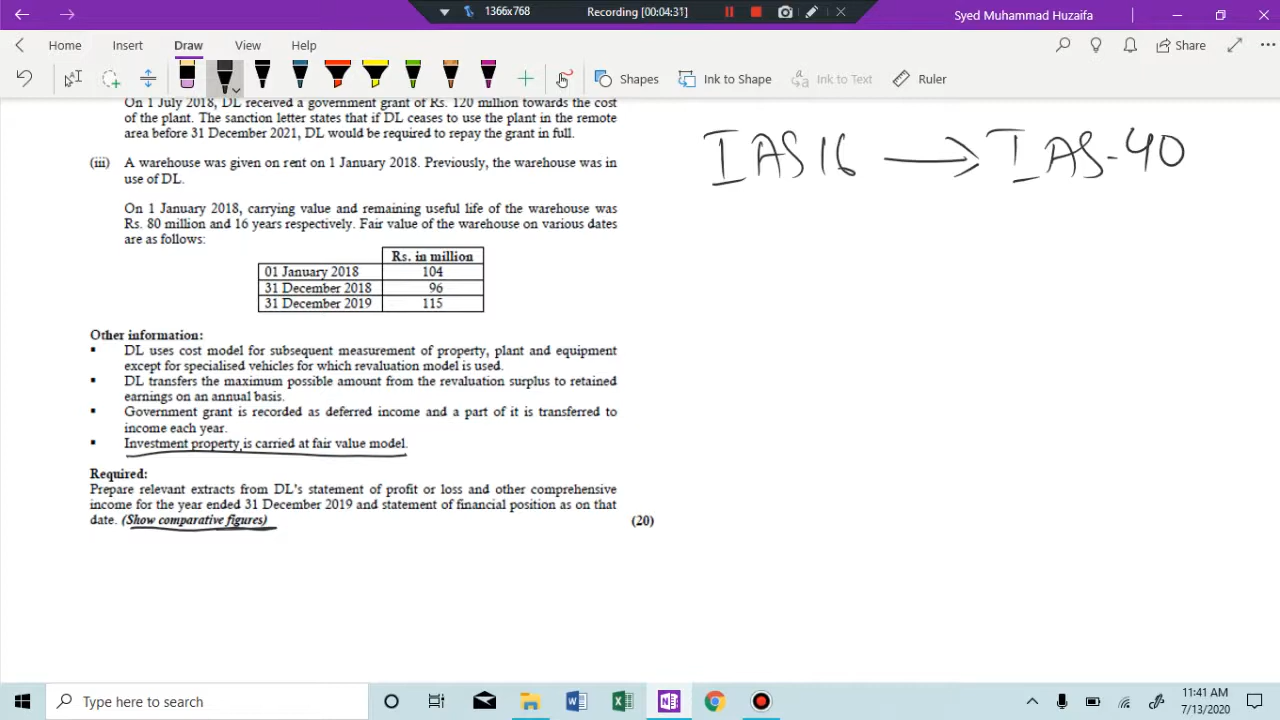 1366x768
Recording [00:04:31]
Syed Muhammad Huzaifa
Home Insert Draw View Help
Share
Shapes
Ink to Shape
Ink to Text
Ruler
On 1 July 2018, DL received a government grant of Rs. 120 million towards the cost
of the plant. The sanction letter states that if DL ceases to use the plant in the remote
area before 31 December 2021, DL would be required to repay the grant in full.
(iii) A warehouse was given on rent on 1 January 2018. Previously, the warehouse was in
use of DL.
On 1 January 2018, carrying value and remaining useful life of the warehouse was
Rs. 80 million and 16 years respectively. Fair value of the warehouse on various dates
are as follows:
Rs. in million
01 January 2018 104
31 December 2018 96
31 December 2019 115
Other information:
▪ DL uses cost model for subsequent measurement of property, plant and equipment
except for specialised vehicles for which revaluation model is used.
▪ DL transfers the maximum possible amount from the revaluation surplus to retained
earnings on an annual basis.
▪ Government grant is recorded as deferred income and a part of it is transferred to
income each year.
▪ Investment property is carried at fair value model.
Required:
Prepare relevant extracts from DL's statement of profit or loss and other comprehensive
income for the year ended 31 December 2019 and statement of financial position as on that
date. (Show comparative figures) (20)
IAS 16 → IAS-40
Type here to search
11:41 AM
7/13/2020